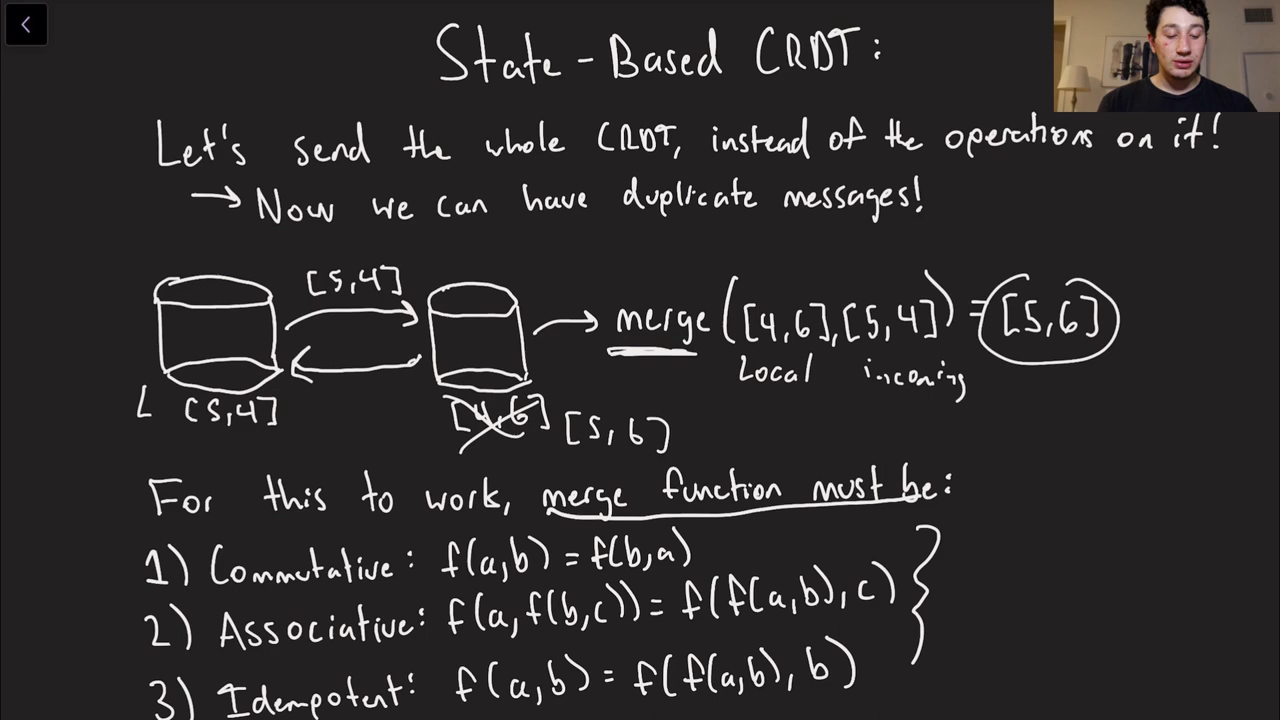 State-Based CRDT:
Let's send the whole CRDT, instead of the operations on it!
→ Now we can have duplicate messages!
[5,4]
→ merge([4,6],[5,4]) = [5,6]
Local incoming
L [5,4]
[4,6] [5,6]
For this to work, merge function must be:
1) Commutative: f(a,b) = f(b,a)
2) Associative: f(a,f(b,c)) = f(f(a,b),c)
3) Idempotent: f(a,b) = f(f(a,b),b)